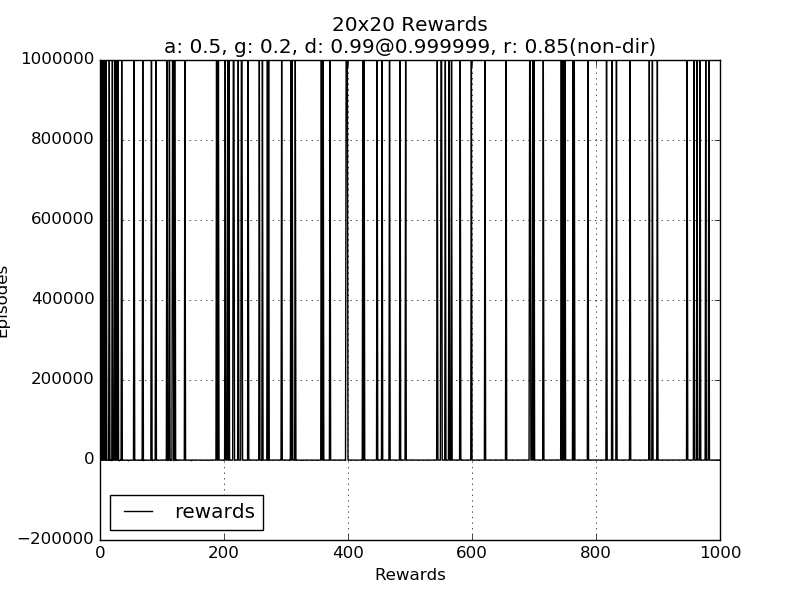 20x20 Rewards
a: 0.5, g: 0.2, d: 0.99@0.999999, r: 0.85(non-dir)
1000000
800000
600000
400000
200000
0
−200000
Episodes
rewards
0 200 400 600 800 1000
Rewards